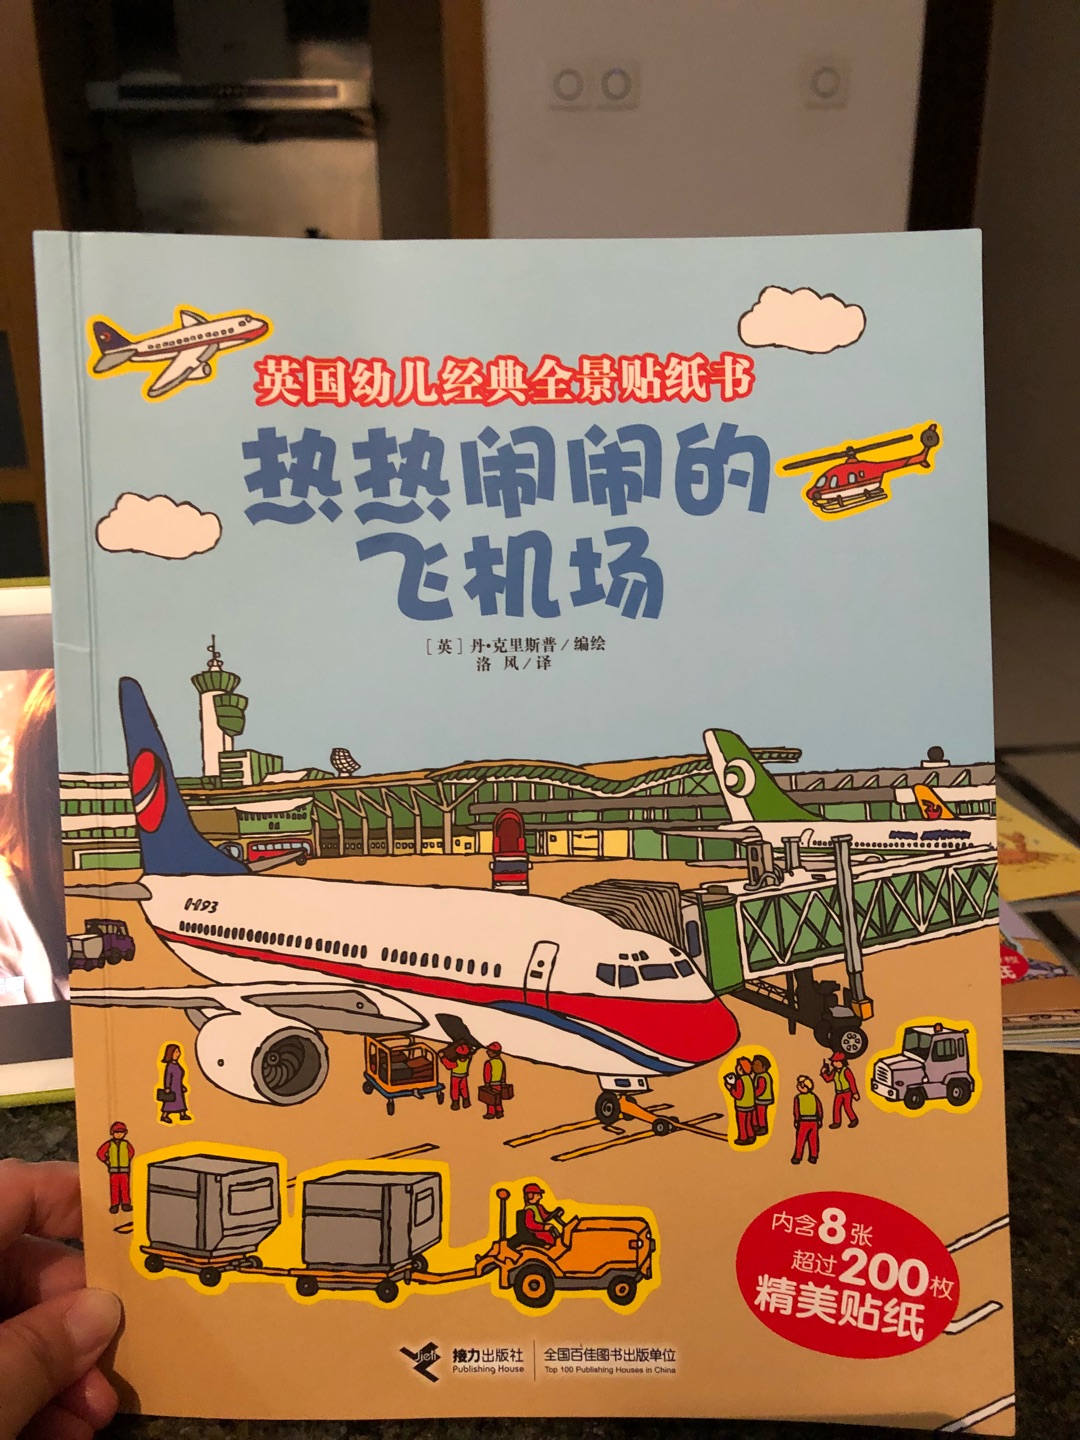 英国幼儿经典全景贴纸书
热热闹闹的
飞机场
［英］丹·克里斯普/编绘
洛 风/译
0-093
内含8张
超过200枚
精美贴纸
jieli
接力出版社
Publishing House
全国百佳图书出版单位
Top 100 Publishing Houses in China
纸